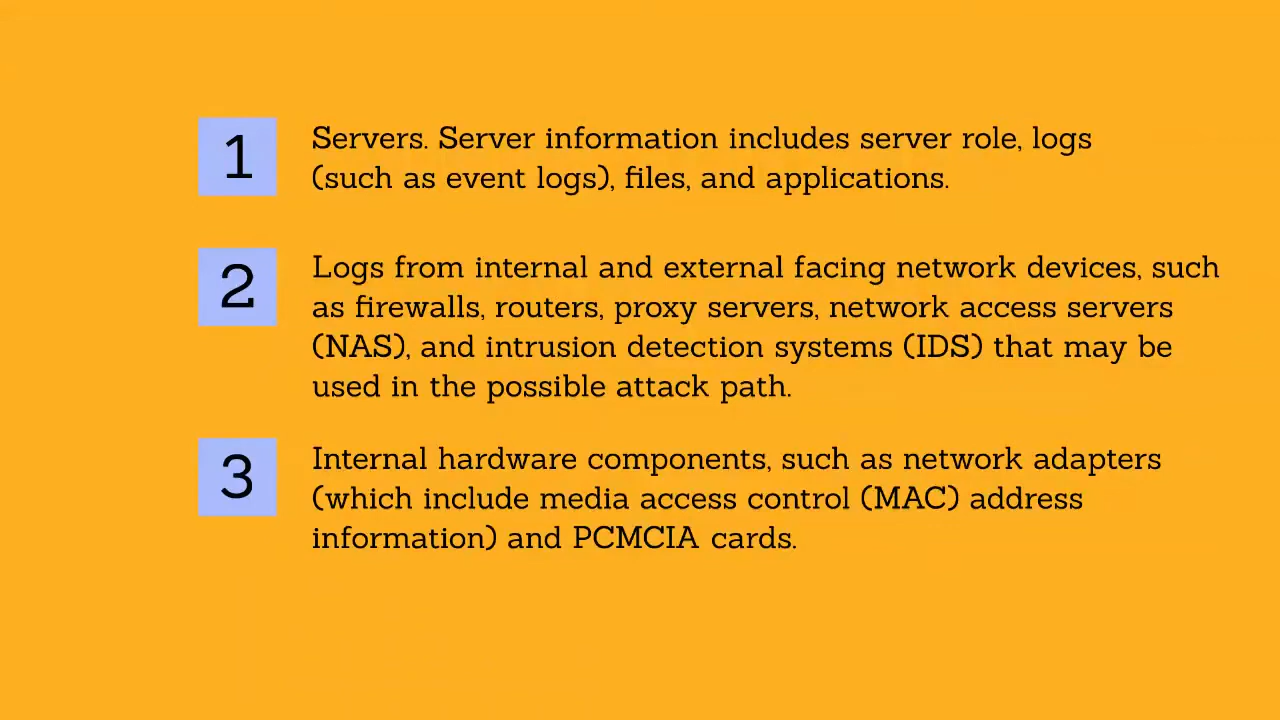 1
Servers. Server information includes server role, logs
(such as event logs), files, and applications.
2
Logs from internal and external facing network devices, such
as firewalls, routers, proxy servers, network access servers
(NAS), and intrusion detection systems (IDS) that may be
used in the possible attack path.
3
Internal hardware components, such as network adapters
(which include media access control (MAC) address
information) and PCMCIA cards.